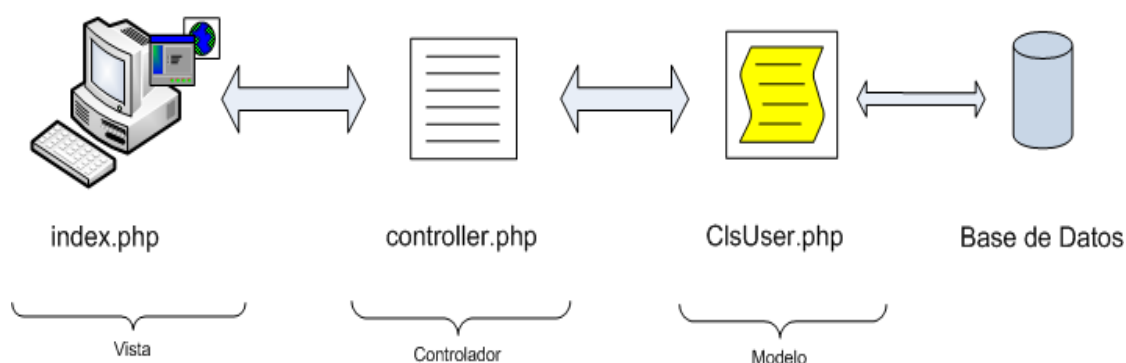 index.php
controller.php
ClsUser.php
Base de Datos
Vista
Controlador
Modelo